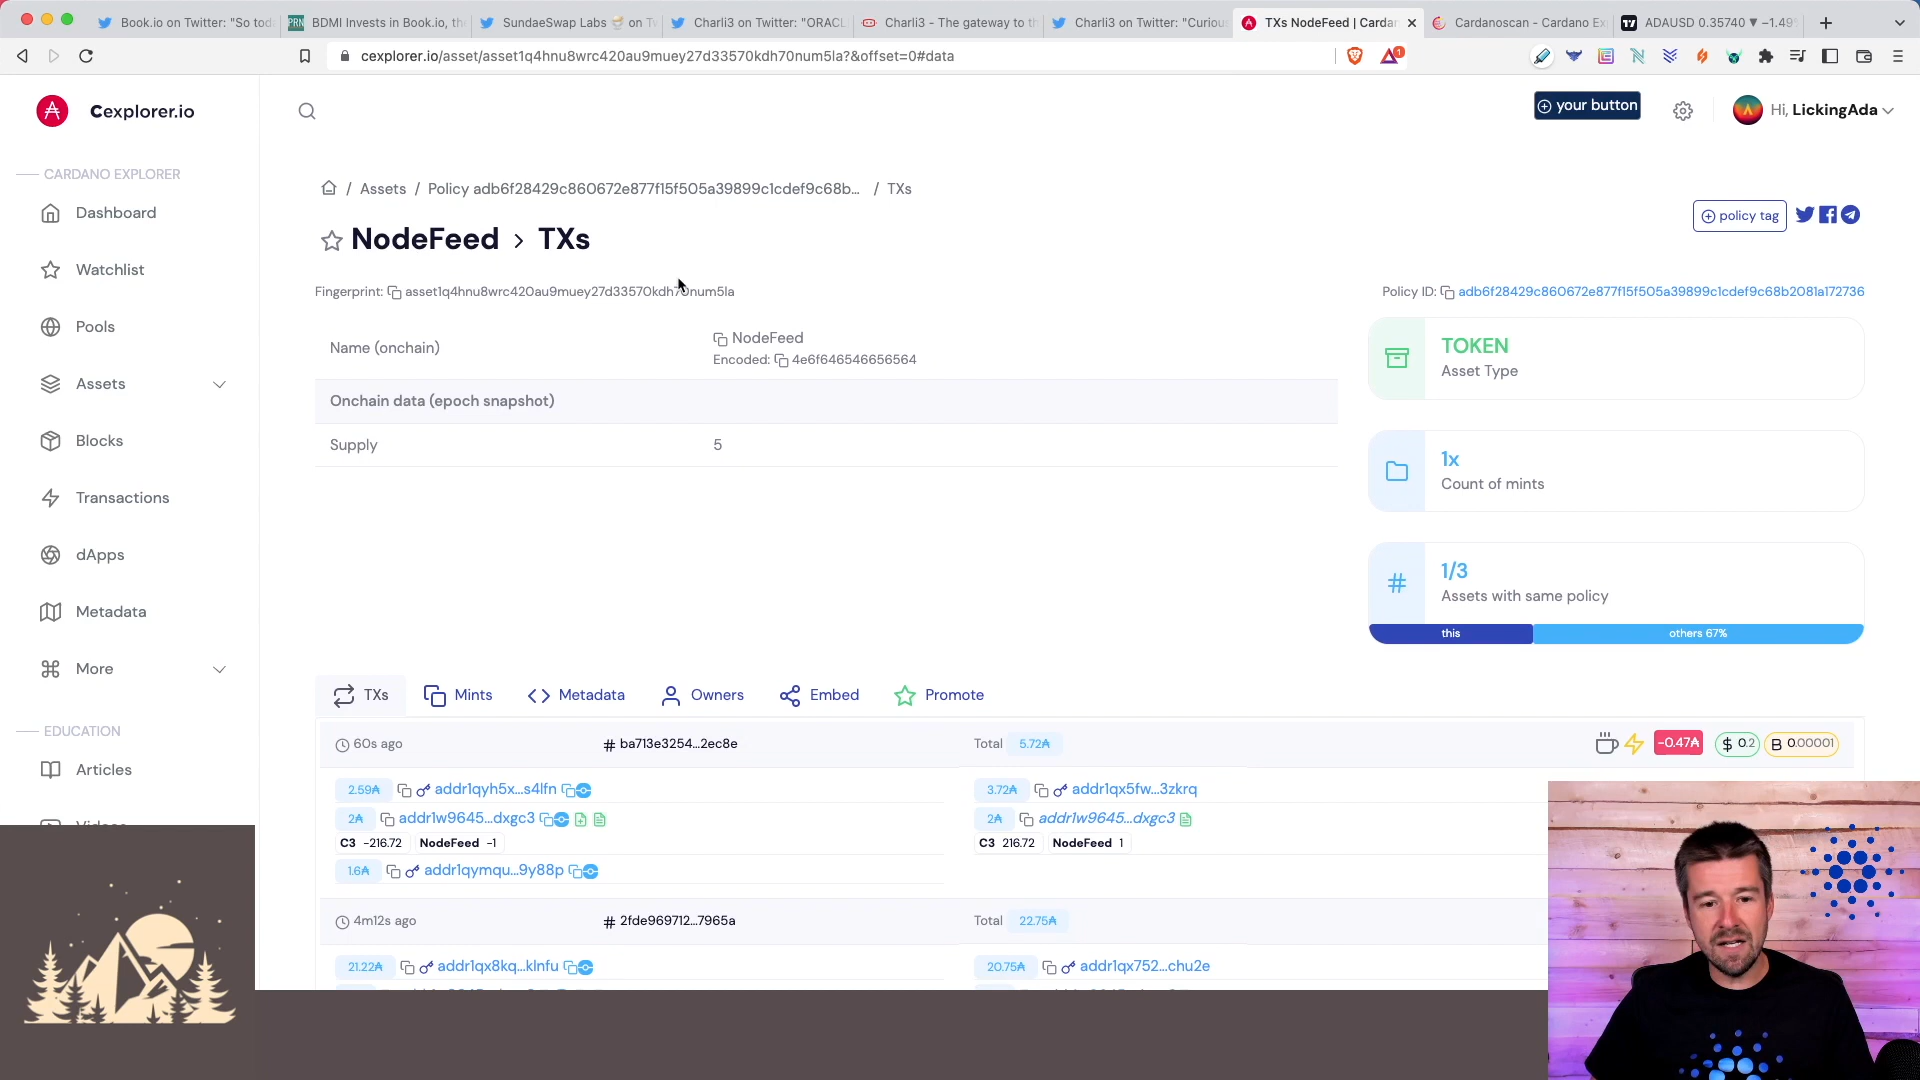 Book.io on Twitter: "So toda
BDMI Invests in Book.io, the
SundaeSwap Labs 🍨 on Tw
Charli3 on Twitter: "ORACL
Charli3 - The gateway to th
Charli3 on Twitter: "Curious
TXs NodeFeed | Cardan
Cardanoscan - Cardano Exp
ADAUSD 0.35740 ▼ −1.49%
cexplorer.io/asset/asset1q4hnu8wrc420au9muey27d33570kdh70num5la?&offset=0#data
1
Cexplorer.io
your button
Hi, LickingAda
CARDANO EXPLORER
Dashboard
Watchlist
Pools
Assets
Blocks
Transactions
dApps
Metadata
More
EDUCATION
Articles
Videos
/ Assets / Policy adb6f28429c860672e877f15f505a39899c1cdef9c68b... / TXs
policy tag
NodeFeed > TXs
Fingerprint: asset1q4hnu8wrc420au9muey27d33570kdh70num5la
Policy ID: adb6f28429c860672e877f15f505a39899c1cdef9c68b2081a172736
Name (onchain)
NodeFeed
Encoded: 4e6f646546656564
Onchain data (epoch snapshot)
Supply 5
TOKEN
Asset Type
1x
Count of mints
1/3
Assets with same policy
this others 67%
TXs Mints Metadata Owners Embed Promote
60s ago # ba713e3254...2ec8e Total 5.72₳ -0.47₳ $ 0.2 B 0.00001
2.59₳ addr1qyh5x...s4lfn
3.72₳ addr1qx5fw...3zkrq
2₳ addr1w9645...dxgc3
2₳ addr1w9645...dxgc3
C3 -216.72 NodeFeed -1
C3 216.72 NodeFeed 1
1.6₳ addr1qymqu...9y88p
4m12s ago # 2fde969712...7965a Total 22.75₳
21.22₳ addr1qx8kq...klnfu
20.75₳ addr1qx752...chu2e